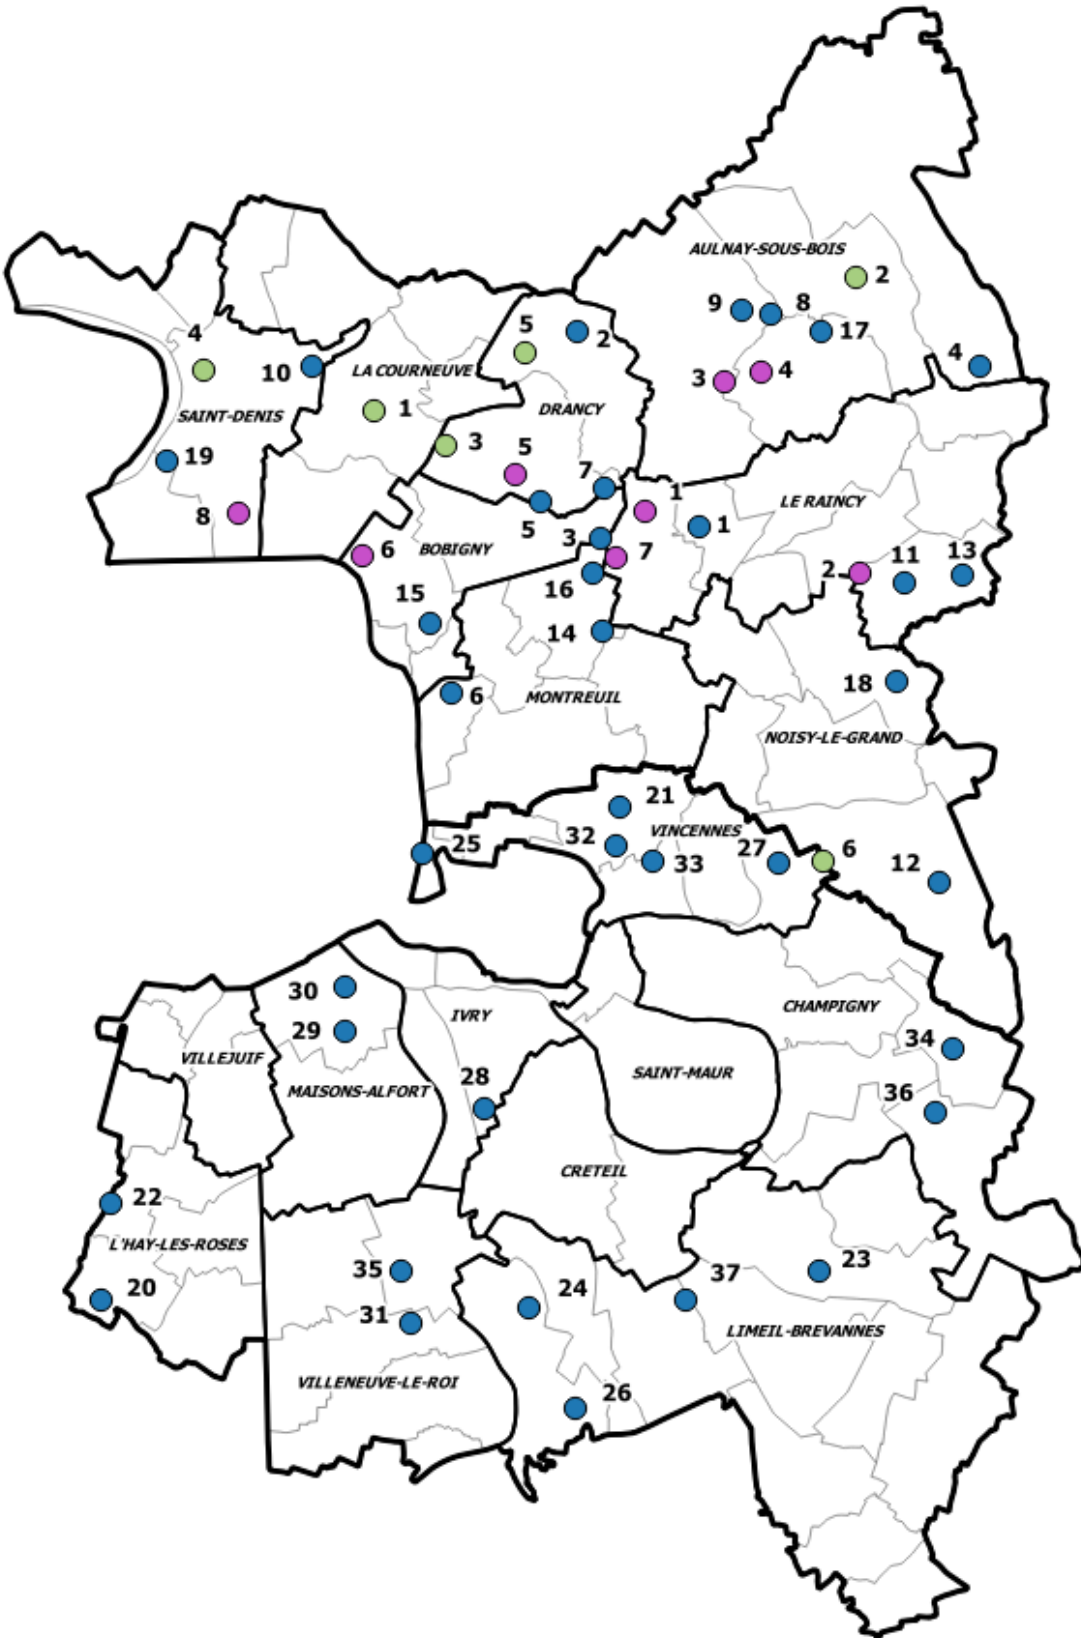 AULNAY-SOUS-BOIS
2
9
8
17
4
5
2
4
10
LA COURNEUVE
3
4
1
DRANCY
SAINT-DENIS
3
5
19
7
1
LE RAINCY
8
5
3
1
6
BOBIGNY
7
2
11
13
16
15
14
6
MONTREUIL
18
NOISY-LE-GRAND
21
32
VINCENNES
25
33
27
6
12
30
IVRY
CHAMPIGNY
29
34
VILLEJUIF
MAISONS-ALFORT
28
SAINT-MAUR
36
CRETEIL
22
L'HAY-LES-ROSES
35
37
23
20
24
31
LIMEIL-BREVANNES
VILLENEUVE-LE-ROI
26